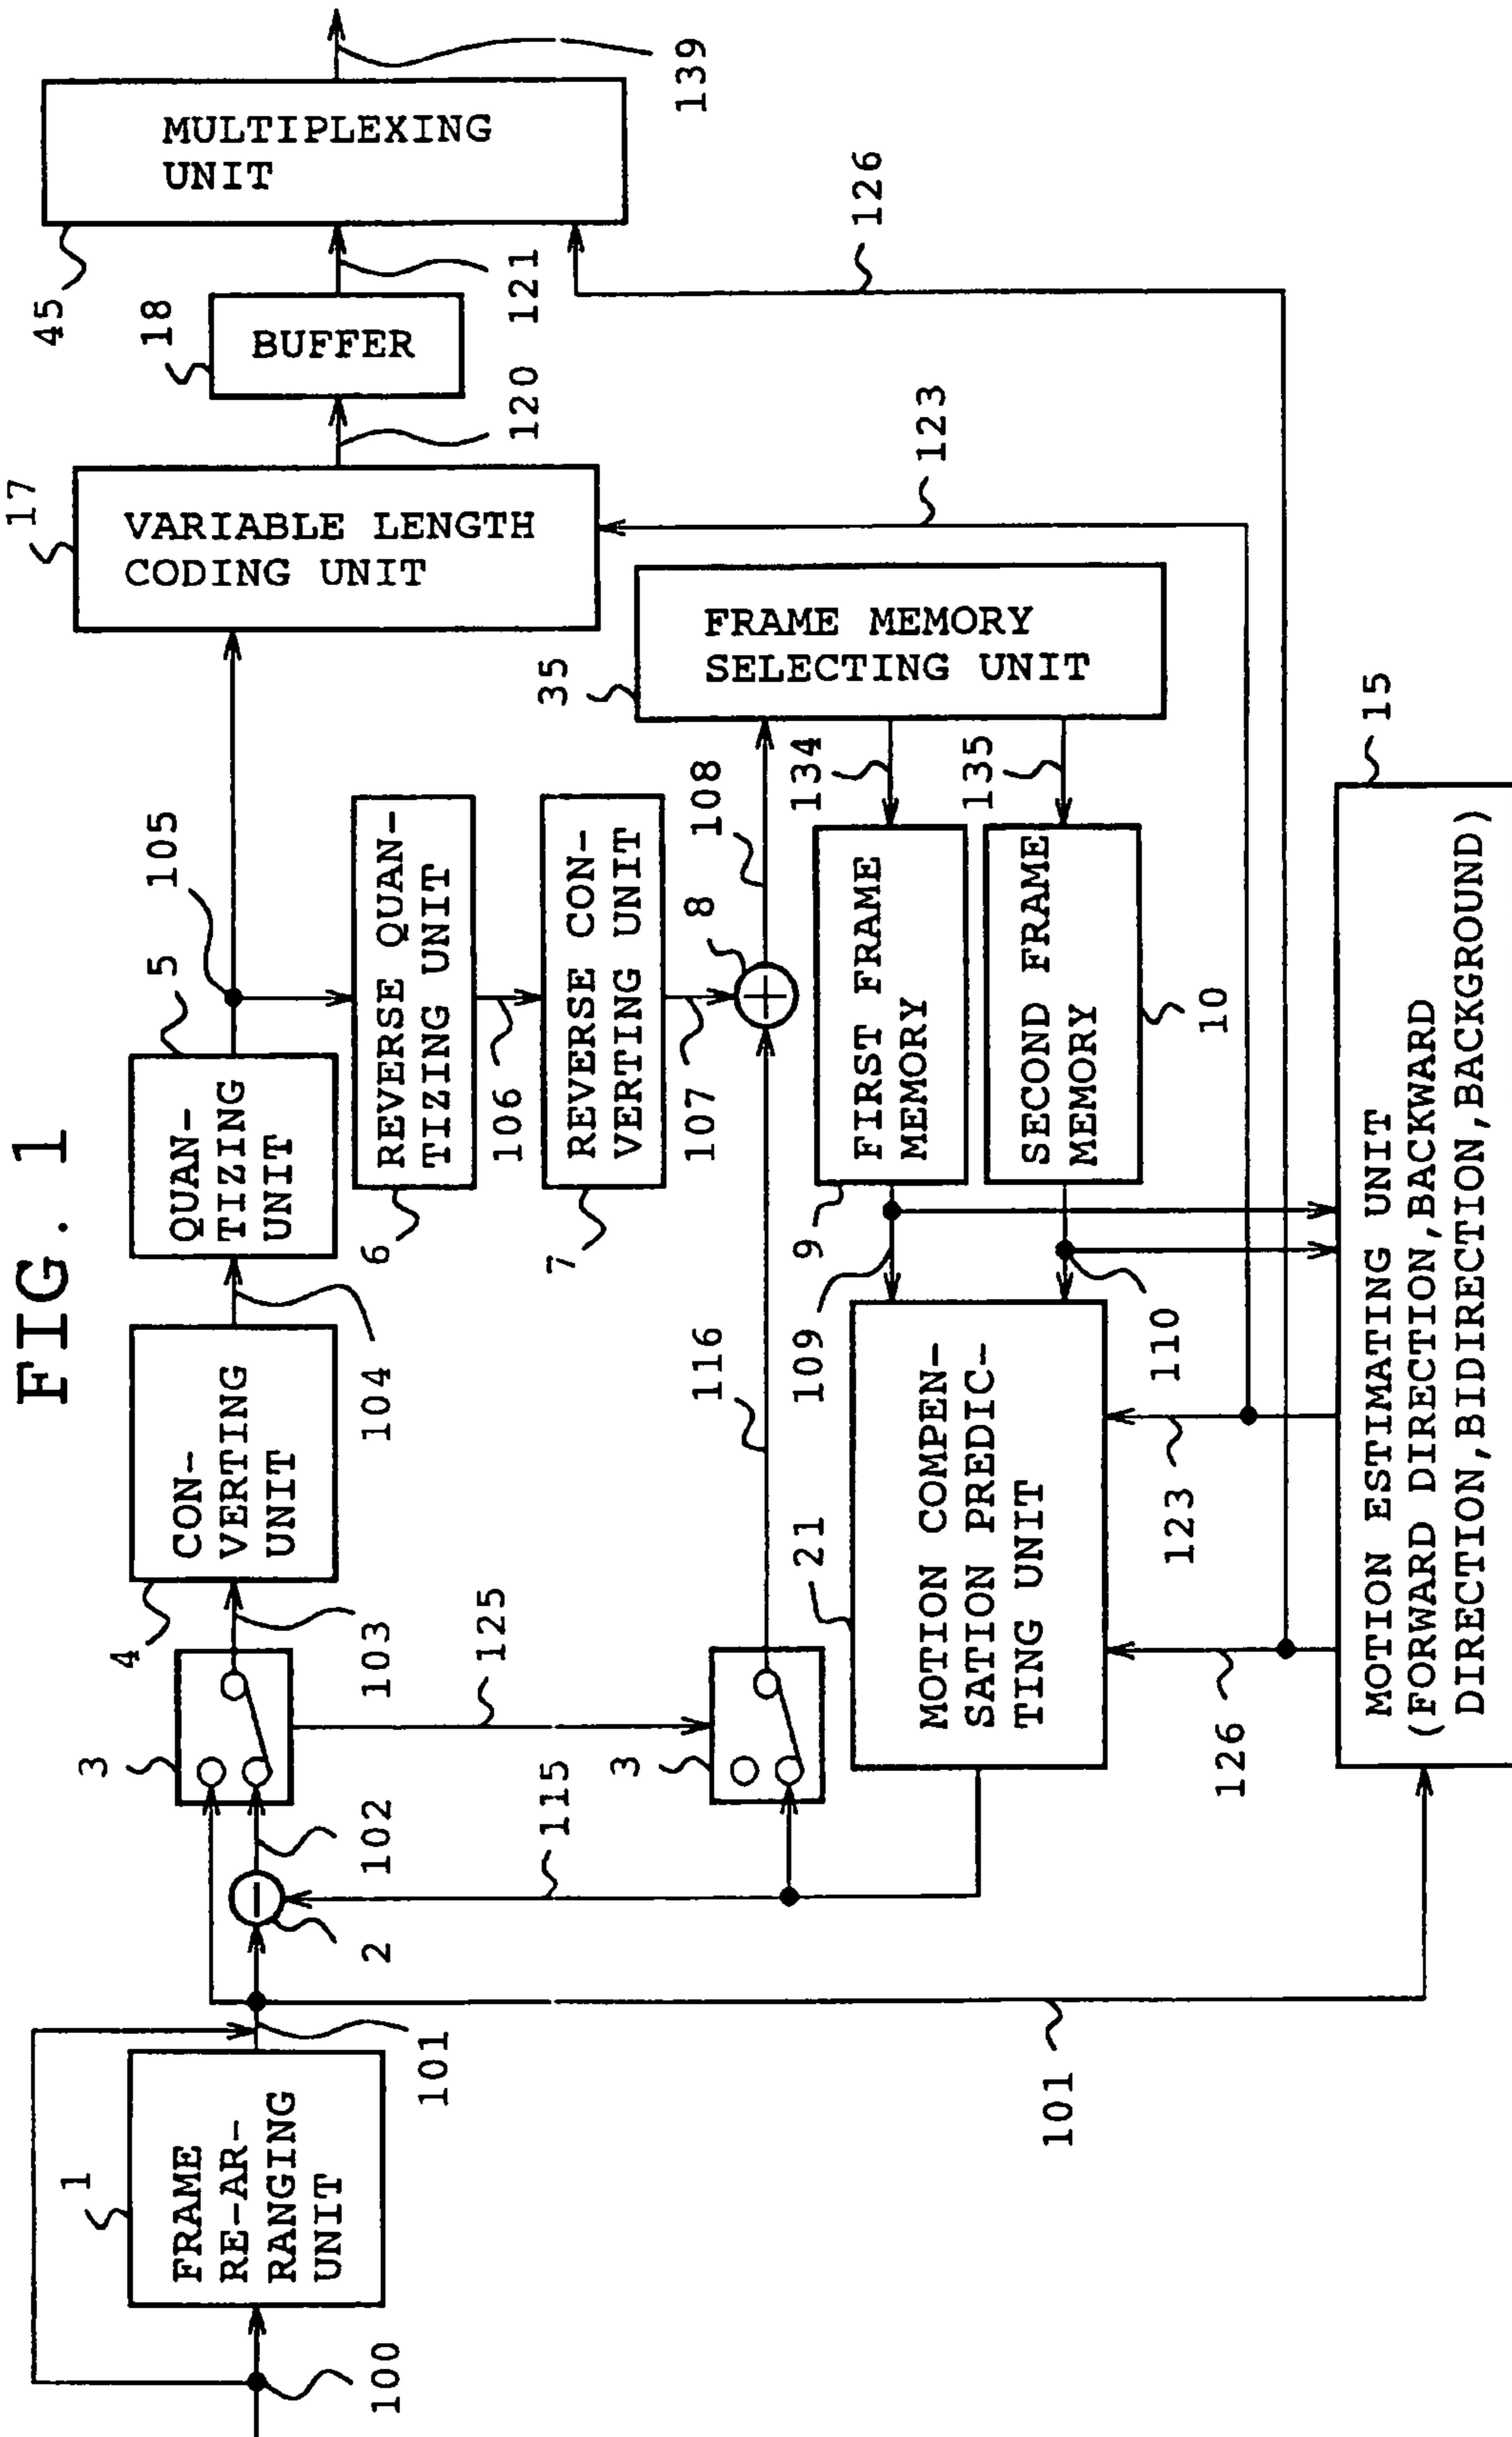 FIG. 1
1
FRAME
RE-AR-
RANGING
UNIT
100
101
2
102
3
103
4
CON-
VERTING
UNIT
104
5
QUAN-
TIZING
UNIT
105
17
VARIABLE LENGTH
CODING UNIT
120
18
BUFFER
121
45
MULTIPLEXING
UNIT
139
6
REVERSE QUAN-
TIZING UNIT
106
7
REVERSE CON-
VERTING UNIT
107
8
108
125
115
3
116
35
FRAME MEMORY
SELECTING UNIT
134
135
9
FIRST FRAME
MEMORY
10
SECOND FRAME
MEMORY
109
110
21
MOTION COMPEN-
SATION PREDIC-
TING UNIT
123
126
123
126
101
15
MOTION ESTIMATING UNIT
(FORWARD DIRECTION,BACKWARD
DIRECTION,BIDIRECTION,BACKGROUND)